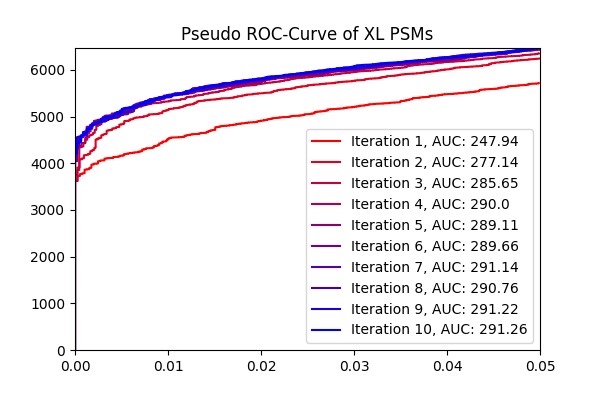 Pseudo ROC-Curve of XL PSMs
6000
5000
4000
3000
2000
1000
0
Iteration 1, AUC: 247.94
Iteration 2, AUC: 277.14
Iteration 3, AUC: 285.65
Iteration 4, AUC: 290.0
Iteration 5, AUC: 289.11
Iteration 6, AUC: 289.66
Iteration 7, AUC: 291.14
Iteration 8, AUC: 290.76
Iteration 9, AUC: 291.22
Iteration 10, AUC: 291.26
0.00 0.01 0.02 0.03 0.04 0.05